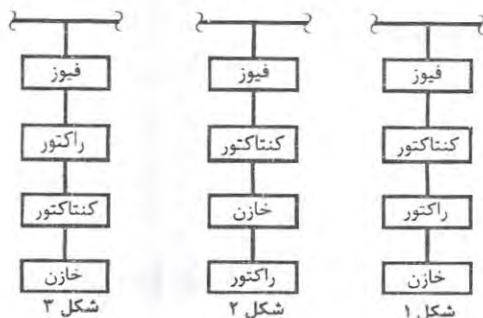 فیوز
کنتاکتور
راکتور
خازن
شکل ۱
فیوز
کنتاکتور
خازن
راکتور
شکل ۲
فیوز
راکتور
کنتاکتور
خازن
شکل ۳